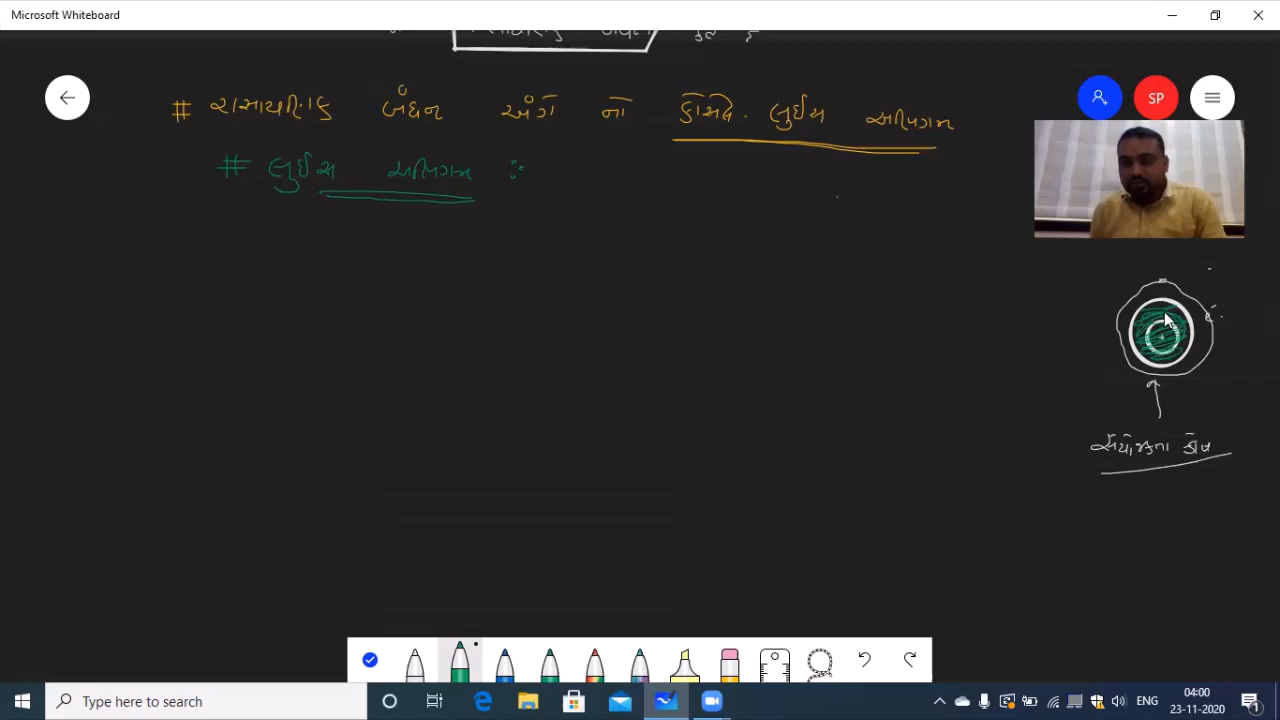 Microsoft Whiteboard
# રાસાયણિક બંધન અંગે નો કોસેલ-લુઈસ અભિગમ
SP
# લુઈસ અભિગમ :
e⁻
સંયોજકતા કોષ
Type here to search
ENG
04:00
23-11-2020
1